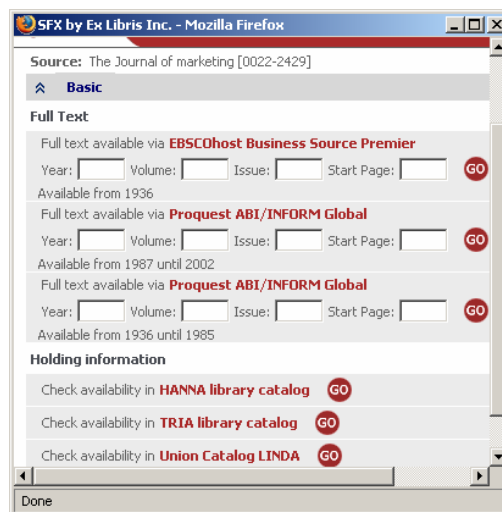 SFX by Ex Libris Inc. - Mozilla Firefox
Source: The Journal of marketing [0022-2429]
Basic
Full Text
Full text available via EBSCOhost Business Source Premier
Year: Volume: Issue: Start Page: GO
Available from 1936
Full text available via Proquest ABI/INFORM Global
Year: Volume: Issue: Start Page: GO
Available from 1987 until 2002
Full text available via Proquest ABI/INFORM Global
Year: Volume: Issue: Start Page: GO
Available from 1936 until 1985
Holding information
Check availability in HANNA library catalog GO
Check availability in TRIA library catalog GO
Check availability in Union Catalog LINDA GO
Done